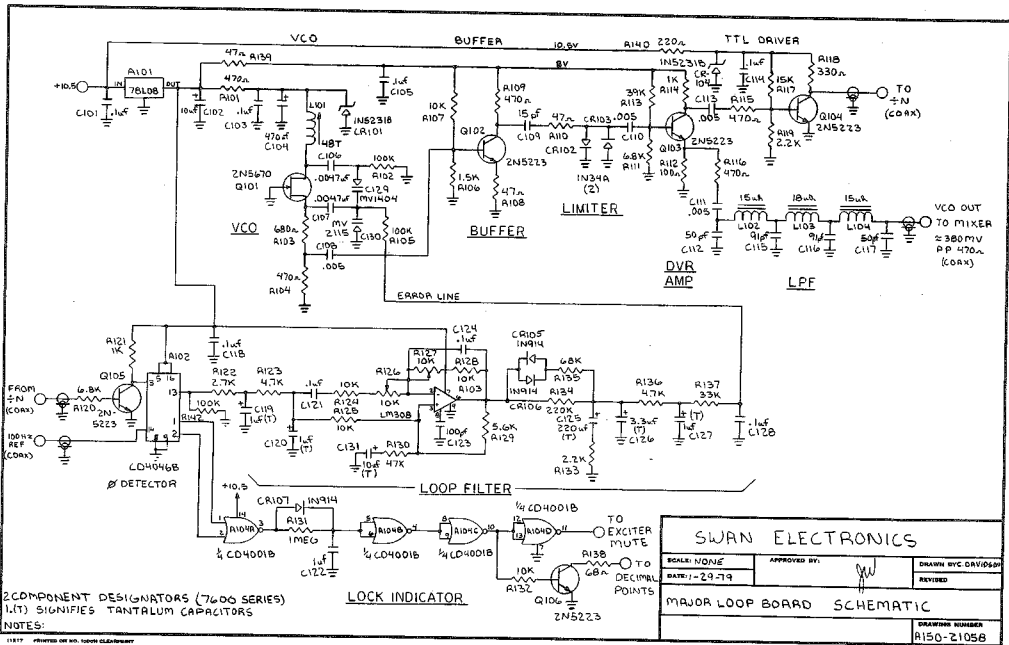 VCO
BUFFER
10.5V
R140
220Ω
TTL DRIVER
47Ω
R139
8V
1N5231B
CR-104
.1uf
C114
15K
R117
R118
330Ω
+10.5
A101
IN 78L08 OUT
C101
.1uf
10uf
C102
470Ω
R101
.1uf
C103
470uf
C104
L101
48T
1N5231B
CR101
.1uf
C105
10K
R107
R109
470Ω
15pf
C109
47Ω
R110
CR103
.005
C110
39K
R113
1K
R114
C113
.005
R115
470Ω
Q104
2N5223
TO
÷N
(COAX)
Q102
2N5223
CR102
1N34A
(2)
Q103
2N5223
6.8K
R111
R112
100Ω
R116
470Ω
R119
2.2K
C106
.0047uf
100K
R102
C129
MV1404
2N5670
Q101
.0047uf
C107
MV
2115
C130
100K
R105
1.5K
R106
47Ω
R108
LIMITER
VCO
680Ω
R103
C108
.005
470Ω
R104
BUFFER
C111
.005
50pf
C112
15uh
L102
18uh
L103
15uh
L104
91pf
C115
91pf
C116
50pf
C117
VCO OUT
TO MIXER
≈380MV
PP 470Ω
(COAX)
DVR
AMP
LPF
ERROR LINE
R121
1K
A102
.1uf
C118
Q105
3 5 16
13
FROM
÷N
(COAX)
6.8K
R120
2N-
5223
100K
R142
100HZ
REF
(COAX)
14
8 9
1
2
CD4046B
Ø DETECTOR
R122
2.7K
R123
4.7K
C119
1uf(T)
C120
1uf
(T)
.1uf
C121
10K
R124
R125
10K
R126
10K
R127
10K
C124
.1uf
R128
10K
R103
LM308
100pf
C123
5.6K
R129
C131
10uf
(T)
R130
47K
CR105
1N914
1N914
CR106
68K
R135
R134
220K
C125
220uf
(T)
2.2K
R133
R136
4.7K
R137
33K
3.3uf
(T)
C126
(T)
1uf
C127
.1uf
C128
LOOP FILTER
+10.5
14
1
2
A104A
3
1/4 CD4001B
CR107
1N914
R131
1MEG
1uf
C122
5
6
A104B
4
1/4 CD4001B
8
9
A104C
10
1/4 CD4001B
1/4 CD4001B
12
13
A104D
11
7
TO
EXCITER
MUTE
LOCK INDICATOR
10K
R132
Q106
2N5223
R138
68Ω
TO
DECIMAL
POINTS
2 COMPONENT DESIGNATORS (7600 SERIES)
1.(T) SIGNIFIES TANTALUM CAPACITORS
NOTES:
SWAN ELECTRONICS
SCALE: NONE
APPROVED BY:
DRAWN BY C. DAVIDSON
DATE: 1-29-79
REVISED
MAJOR LOOP BOARD SCHEMATIC
DRAWING NUMBER
A150-2105B